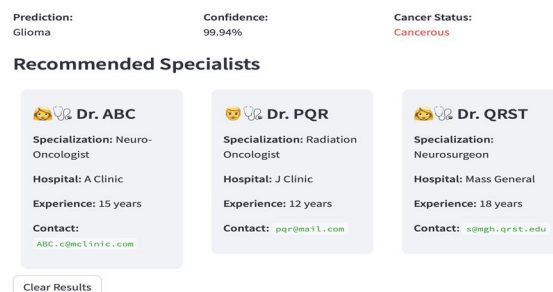 Prediction:
Glioma
Confidence:
99.94%
Cancer Status:
Cancerous
Recommended Specialists
Dr. ABC
Specialization: Neuro-
Oncologist
Hospital: A Clinic
Experience: 15 years
Contact:
ABC.c@mclinic.com
Dr. PQR
Specialization: Radiation
Oncologist
Hospital: J Clinic
Experience: 12 years
Contact: pqr@mail.com
Dr. QRST
Specialization:
Neurosurgeon
Hospital: Mass General
Experience: 18 years
Contact: s@mgh.qrst.edu
Clear Results